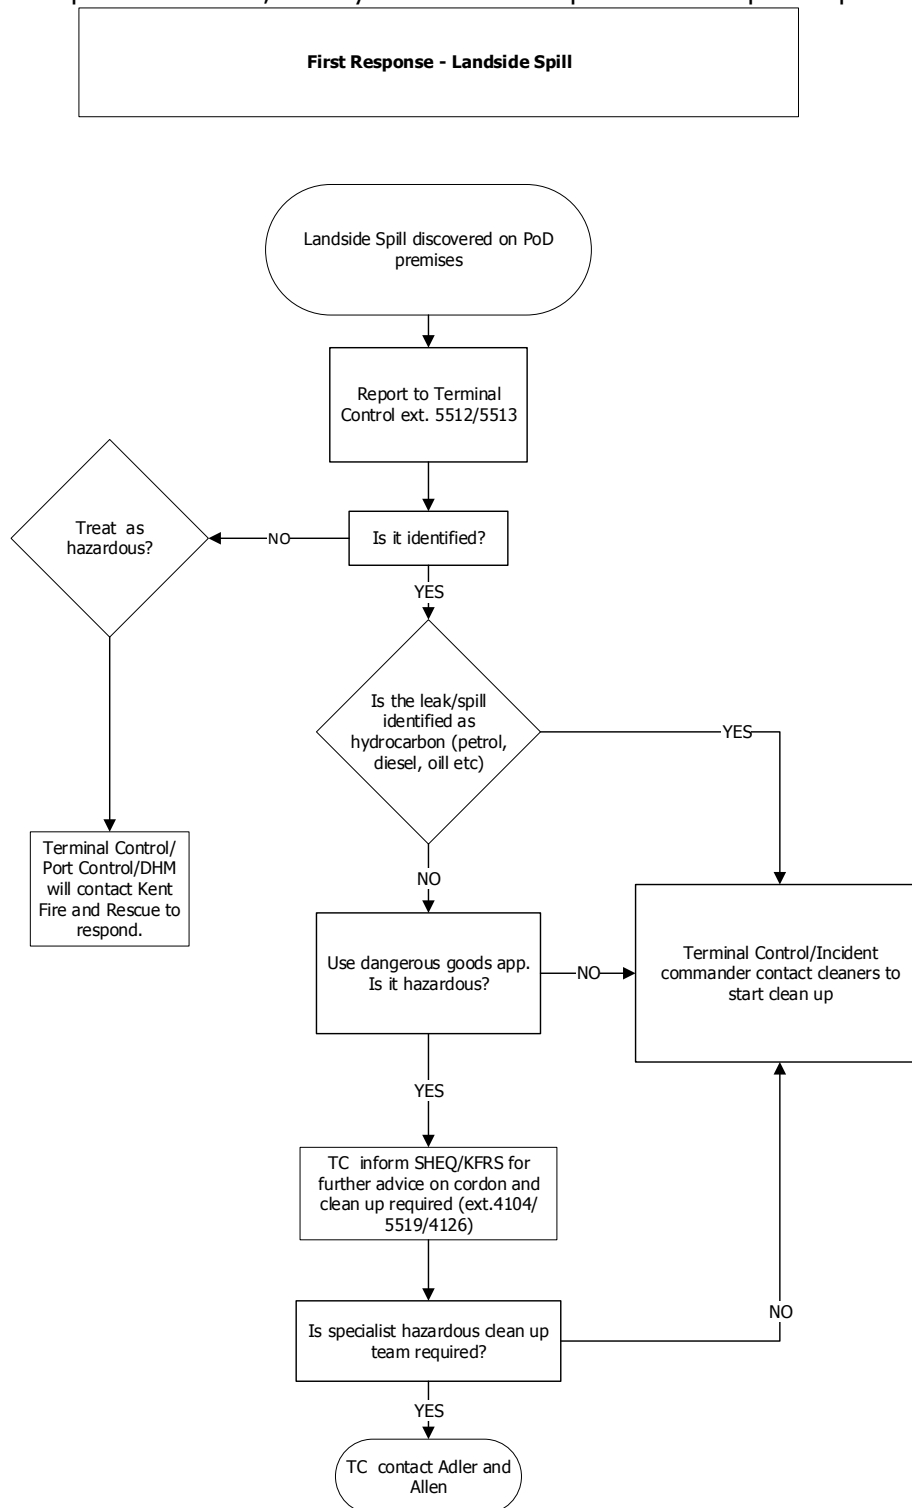 First Response - Landside Spill
Landside Spill discovered on PoD
premises
Report to Terminal
Control ext. 5512/5513
Treat as
hazardous?
NO
Is it identified?
YES
Is the leak/spill
identified as
hydrocarbon (petrol,
diesel, oill etc)
YES
Terminal Control/
Port Control/DHM
will contact Kent
Fire and Rescue to
respond.
NO
Use dangerous goods app.
Is it hazardous?
NO
Terminal Control/Incident
commander contact cleaners to
start clean up
YES
TC inform SHEQ/KFRS for
further advice on cordon and
clean up required (ext.4104/
5519/4126)
NO
Is specialist hazardous clean up
team required?
YES
TC contact Adler and
Allen